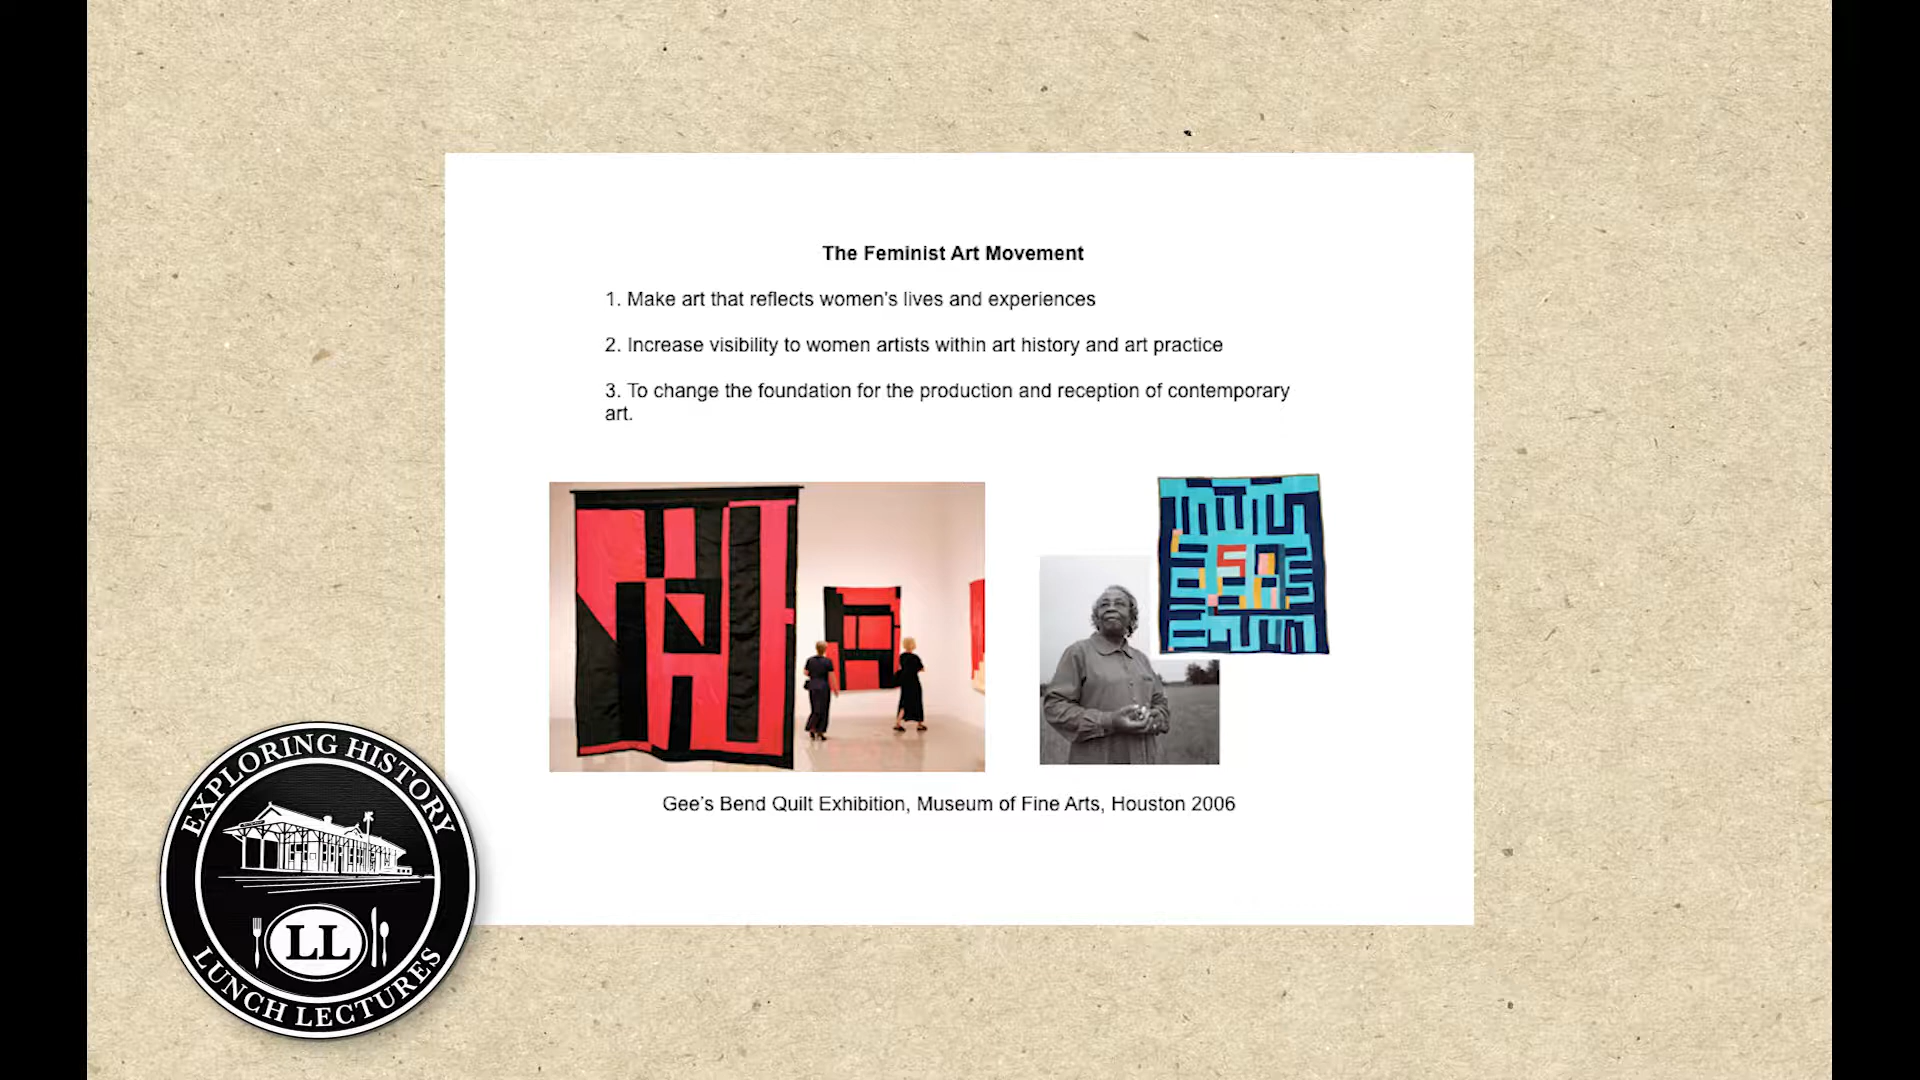 The Feminist Art Movement
1. Make art that reflects women's lives and experiences
2. Increase visibility to women artists within art history and art practice
3. To change the foundation for the production and reception of contemporary
art.
Gee's Bend Quilt Exhibition, Museum of Fine Arts, Houston 2006
EXPLORING HISTORY
LL
LUNCH LECTURES